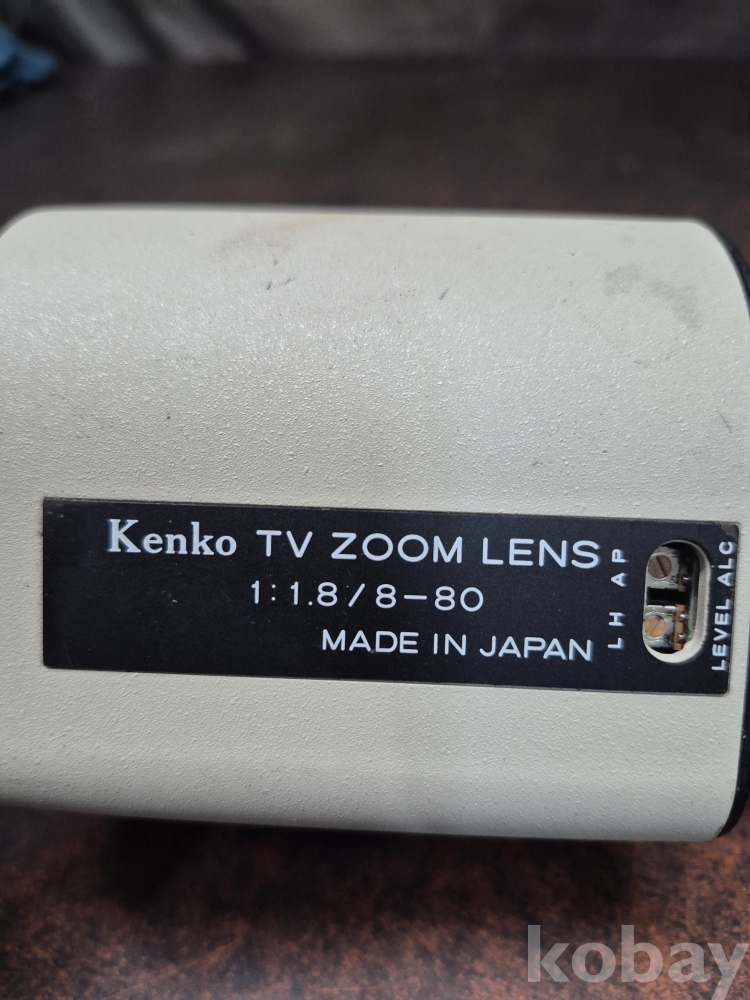 Kenko TV ZOOM LENS
1:1.8/8-80
MADE IN JAPAN
L H A P
LEVEL ALC
kobay